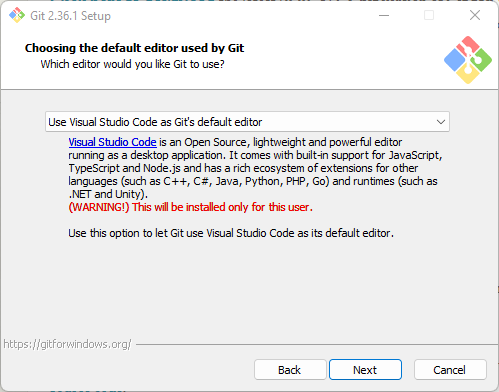 Git 2.36.1 Setup
Choosing the default editor used by Git
Which editor would you like Git to use?
Use Visual Studio Code as Git's default editor
Visual Studio Code is an Open Source, lightweight and powerful editor
running as a desktop application. It comes with built-in support for JavaScript,
TypeScript and Node.js and has a rich ecosystem of extensions for other
languages (such as C++, C#, Java, Python, PHP, Go) and runtimes (such as
.NET and Unity).
(WARNING!) This will be installed only for this user.
Use this option to let Git use Visual Studio Code as its default editor.
https://gitforwindows.org/
Back
Next
Cancel